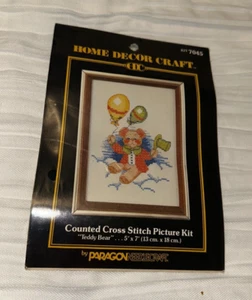 HOME DECOR CRAFT
KIT 7045
Counted Cross Stitch Picture Kit
"Teddy Bear" . . . 5" x 7" (13 cm. x 18 cm.)
by PARAGON NEEDLECRAFT